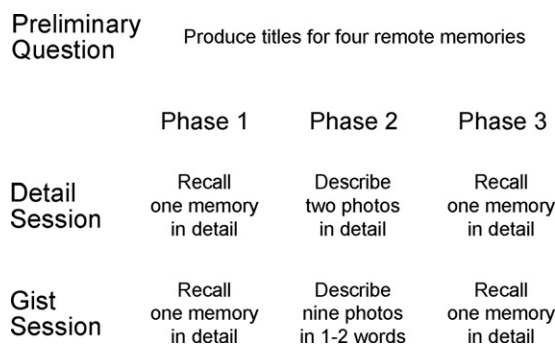 Preliminary
Question
Produce titles for four remote memories
Phase 1 Phase 2 Phase 3
Detail
Session
Recall
one memory
in detail
Describe
two photos
in detail
Recall
one memory
in detail
Gist
Session
Recall
one memory
in detail
Describe
nine photos
in 1-2 words
Recall
one memory
in detail